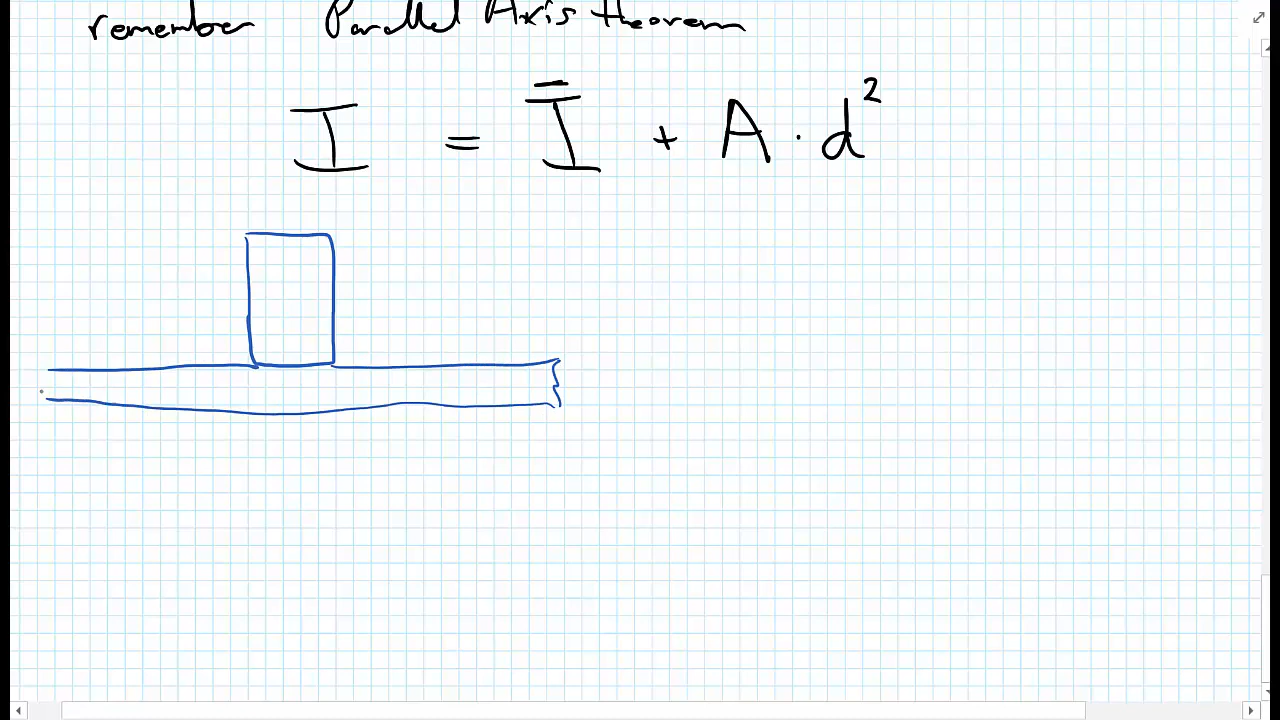 remember Parallel Axis theorem
I = Ī + A · d²